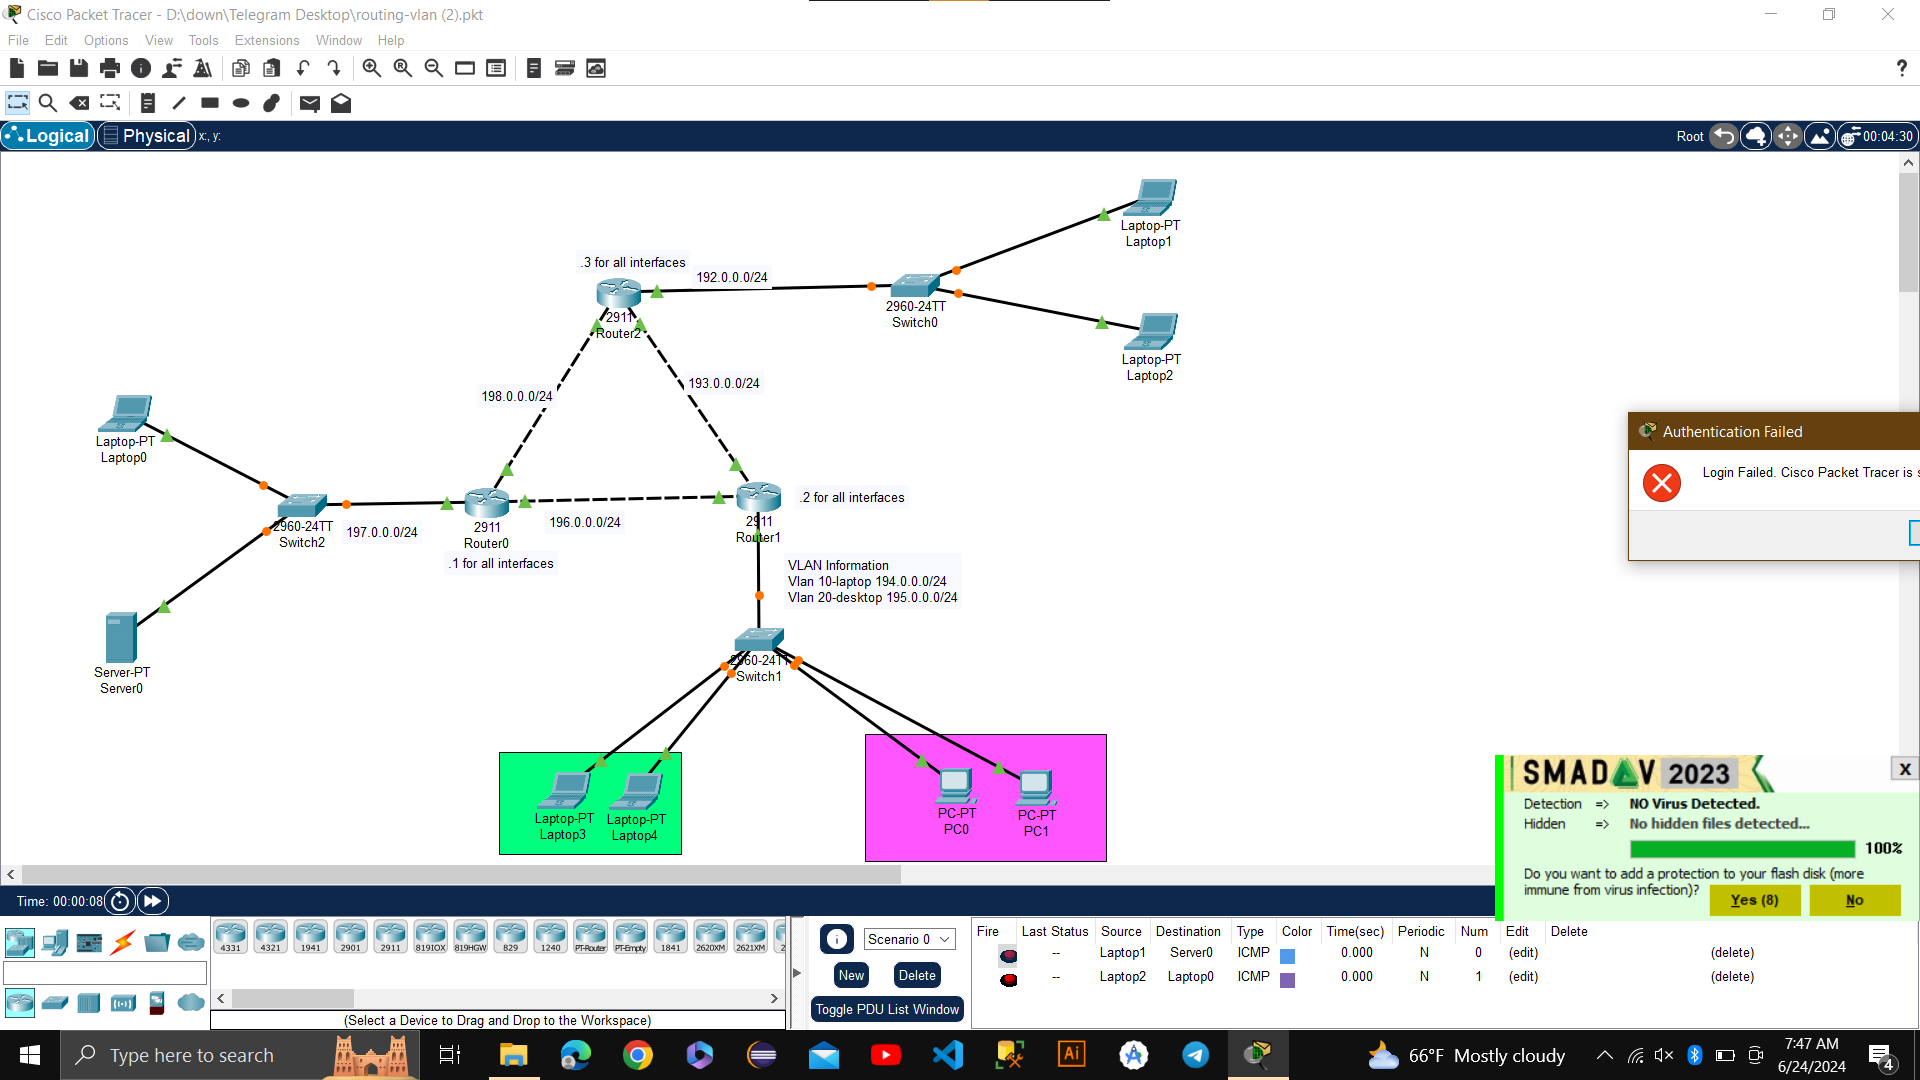 Cisco Packet Tracer - D:\down\Telegram Desktop\routing-vlan (2).pkt
File Edit Options View Tools Extensions Window Help
?
Logical Physical x:, y: Root 00:04:30
Laptop-PT
Laptop1
.3 for all interfaces
192.0.0.0/24
2960-24TT
Switch0
2911
Router2
Laptop-PT
Laptop2
193.0.0.0/24
198.0.0.0/24
Laptop-PT
Laptop0
Authentication Failed
Login Failed. Cisco Packet Tracer is
2960-24TT
Switch2
197.0.0.0/24
2911
Router0
.1 for all interfaces
196.0.0.0/24
.2 for all interfaces
2911
Router1
VLAN Information
Vlan 10-laptop 194.0.0.0/24
Vlan 20-desktop 195.0.0.0/24
2960-24TT
Switch1
Server-PT
Server0
Laptop-PT
Laptop3
Laptop-PT
Laptop4
PC-PT
PC0
PC-PT
PC1
SMADAV 2023
X
Detection => NO Virus Detected.
Hidden => No hidden files detected...
100%
Do you want to add a protection to your flash disk (more
immune from virus infection)?
Yes (8) No
Time: 00:00:08
4331 4321 1941 2901 2911 819IOX 819HGW 829 1240 PT-Router PT-Empty 1841 2620XM 2621XM 2
(Select a Device to Drag and Drop to the Workspace)
Scenario 0
New Delete
Toggle PDU List Window
Fire Last Status Source Destination Type Color Time(sec) Periodic Num Edit Delete
-- Laptop1 Server0 ICMP 0.000 N 0 (edit) (delete)
-- Laptop2 Laptop0 ICMP 0.000 N 1 (edit) (delete)
Type here to search
Ai
66°F Mostly cloudy
7:47 AM
6/24/2024
4